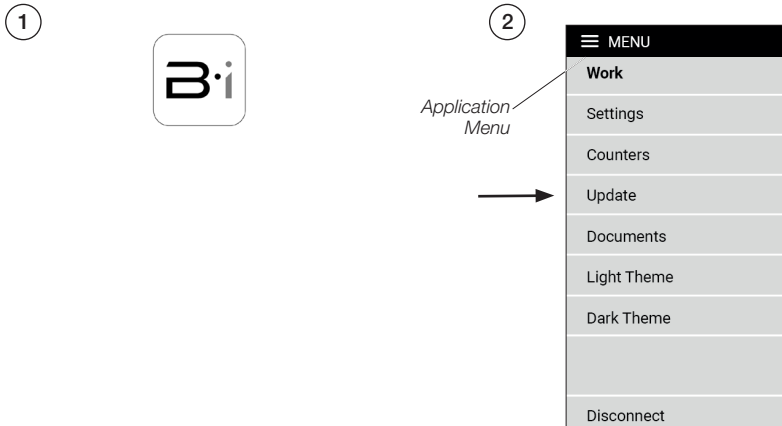 1
B·i
2
MENU
Application
Menu
Work
Settings
Counters
Update
Documents
Light Theme
Dark Theme
Disconnect